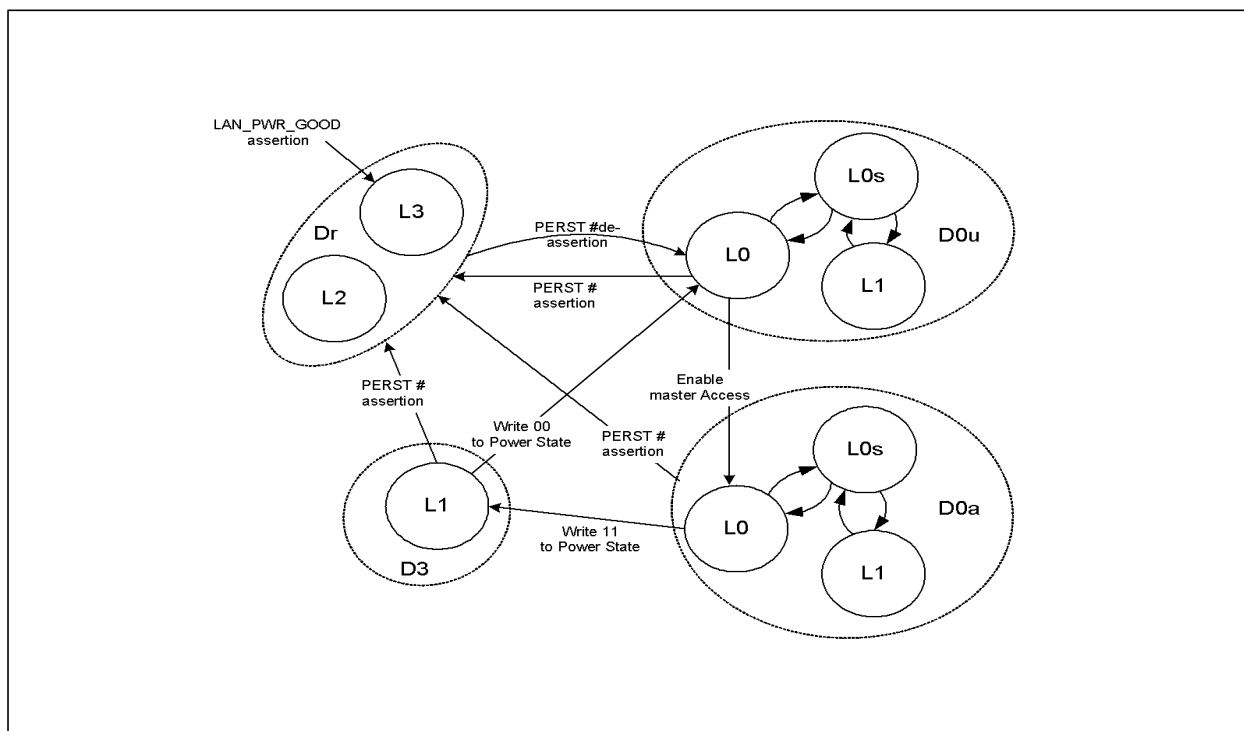 LAN_PWR_GOOD
assertion
L3
Dr
L2
PERST #de-
assertion
PERST #
assertion
L0s
L0
D0u
L1
PERST #
assertion
Write 00
to Power State
Enable
master Access
PERST #
assertion
L0s
L0
D0a
L1
L1
D3
Write 11
to Power State